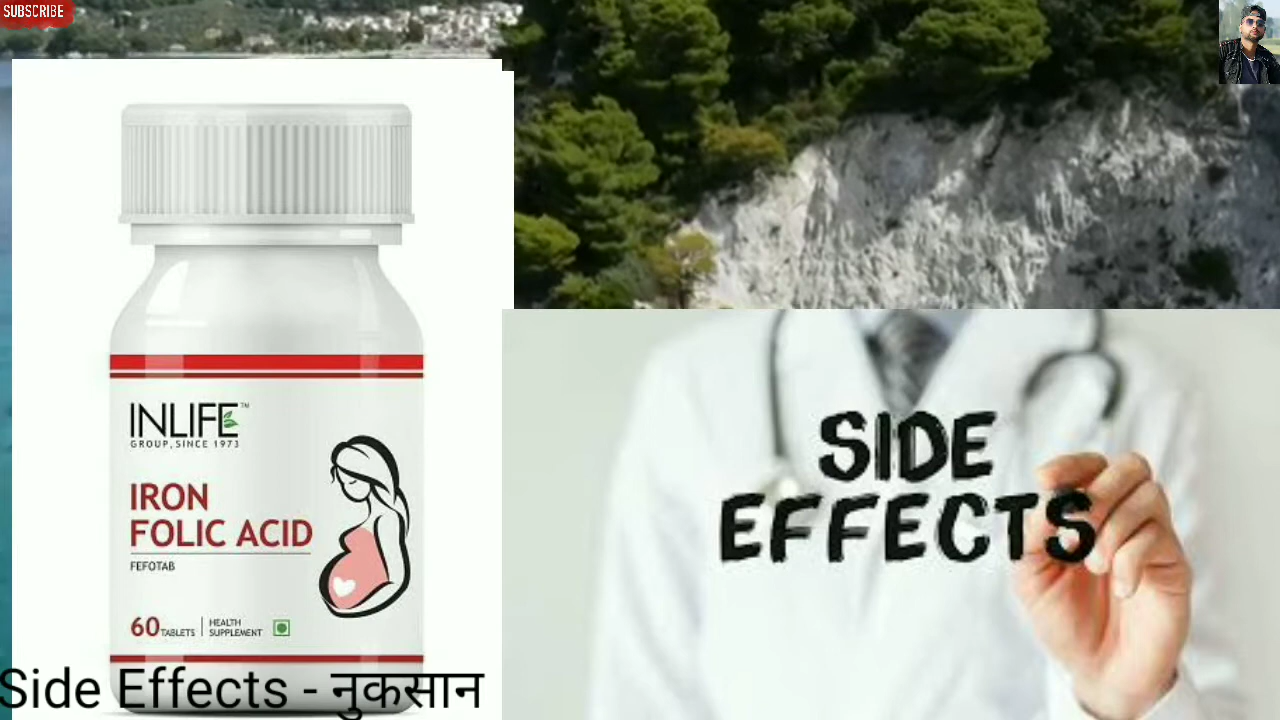 SUBSCRIBE
INLIFE™
GROUP, SINCE 1973
IRON
FOLIC ACID
FEFOTAB
60 TABLETS | HEALTH SUPPLEMENT
Side Effects - नुकसान
SIDE
EFFECTS